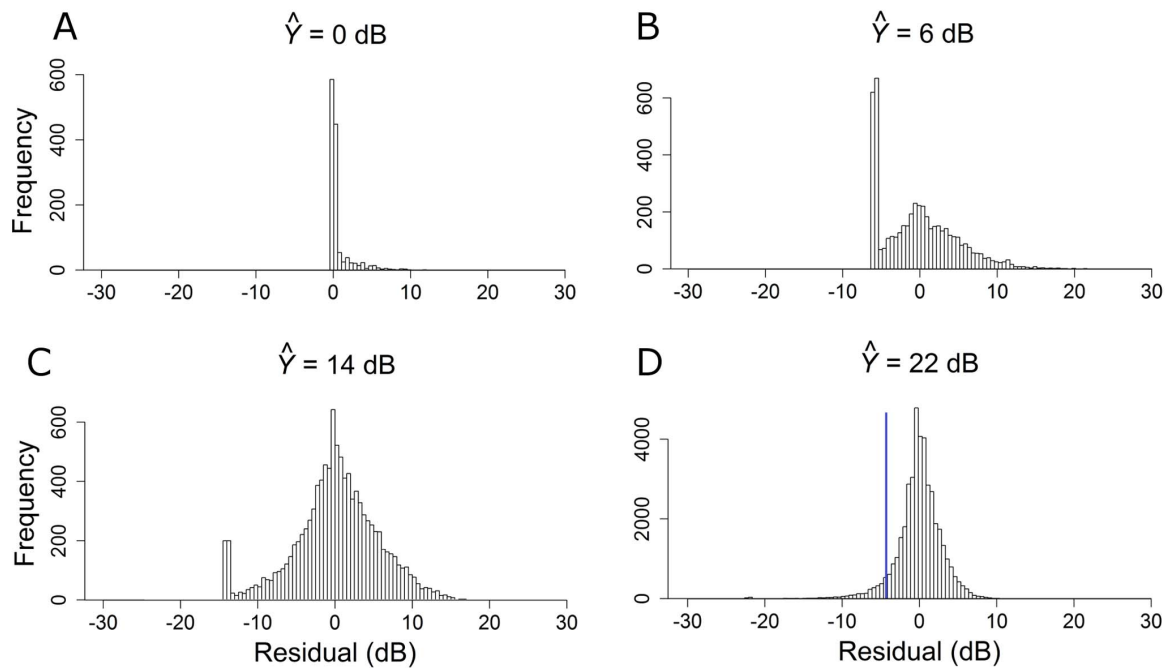 A
Ŷ = 0 dB
Frequency
0 200 400 600
-30 -20 -10 0 10 20 30
B
Ŷ = 6 dB
0 200 400 600
-30 -20 -10 0 10 20 30
C
Ŷ = 14 dB
Frequency
0 200 400 600
-30 -20 -10 0 10 20 30
Residual (dB)
D
Ŷ = 22 dB
0 2000 4000
-30 -20 -10 0 10 20 30
Residual (dB)